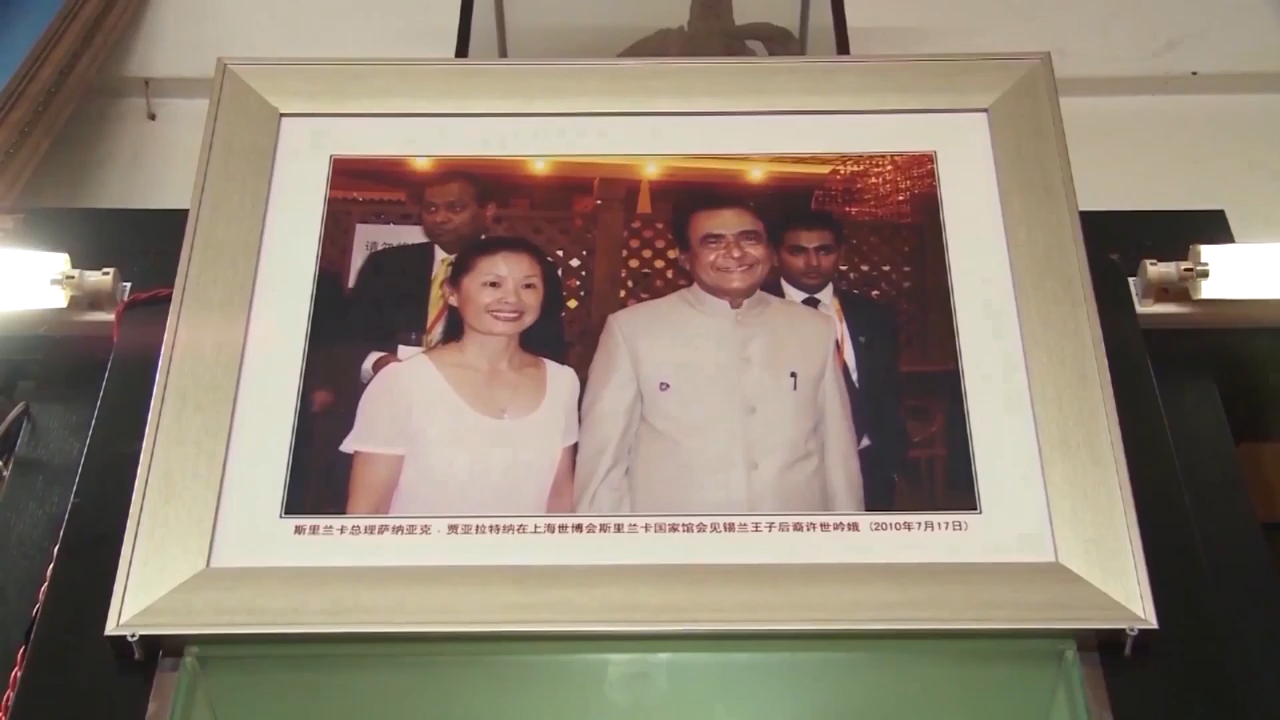 请勿
斯里兰卡总理萨纳亚克·贾亚拉特纳在上海世博会斯里兰卡国家馆会见锡兰王子后裔许世吟娥（2010年7月17日）